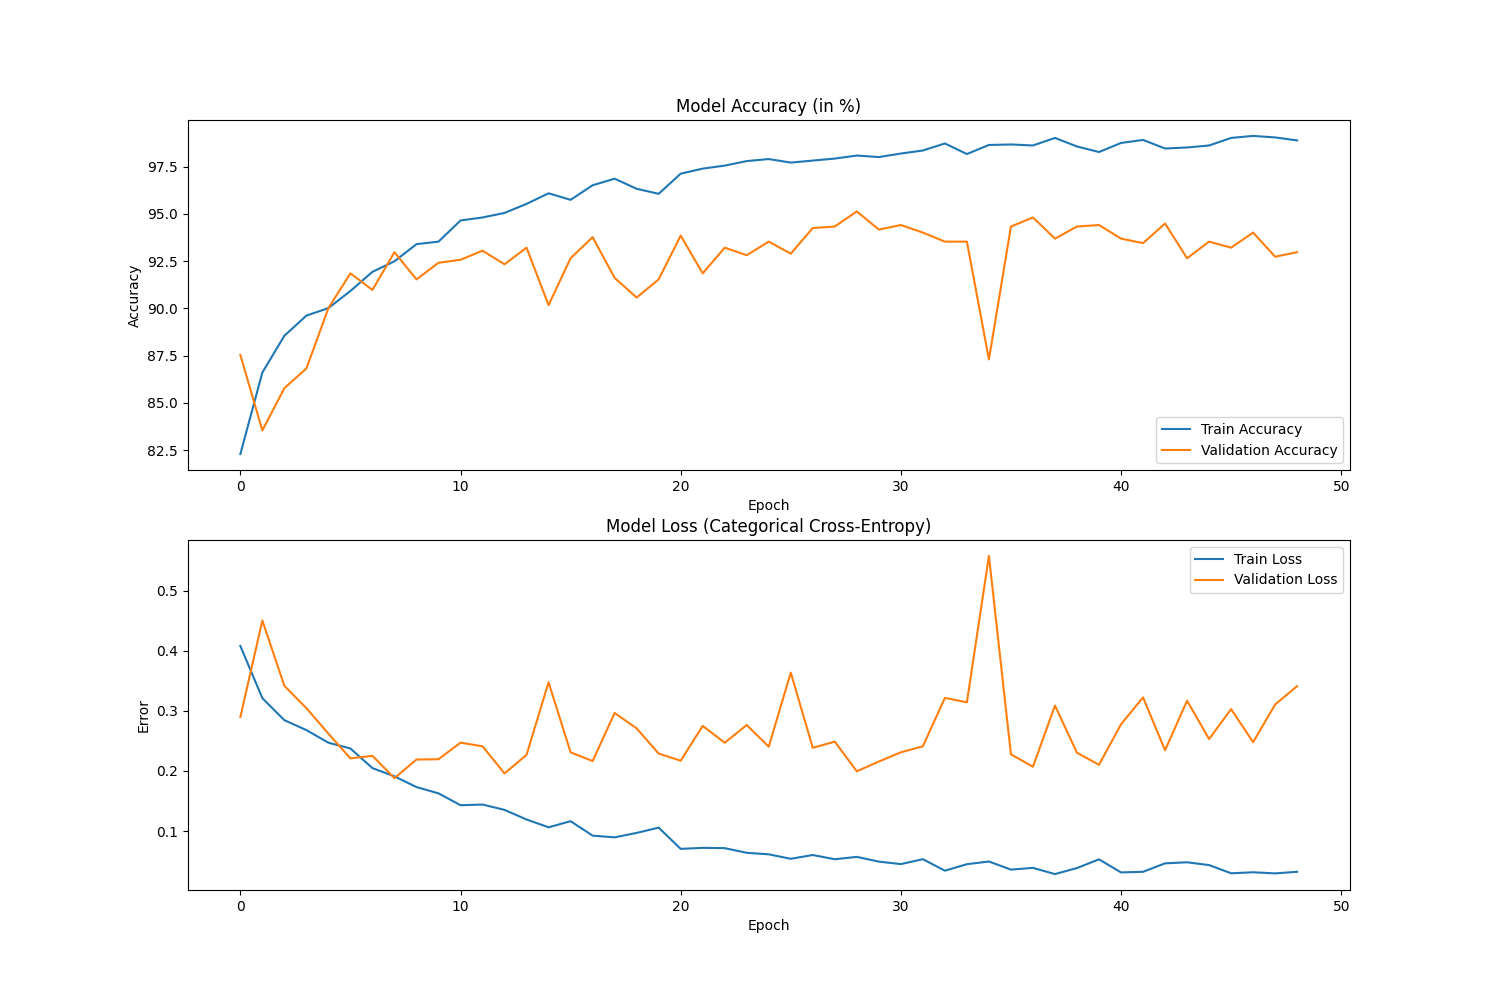 Model Accuracy (in %)
97.5
95.0
92.5
90.0
87.5
85.0
82.5
Accuracy
Train Accuracy
Validation Accuracy
0 10 20 30 40 50
Epoch
Model Loss (Categorical Cross-Entropy)
0.5
0.4
0.3
0.2
0.1
Error
Train Loss
Validation Loss
0 10 20 30 40 50
Epoch